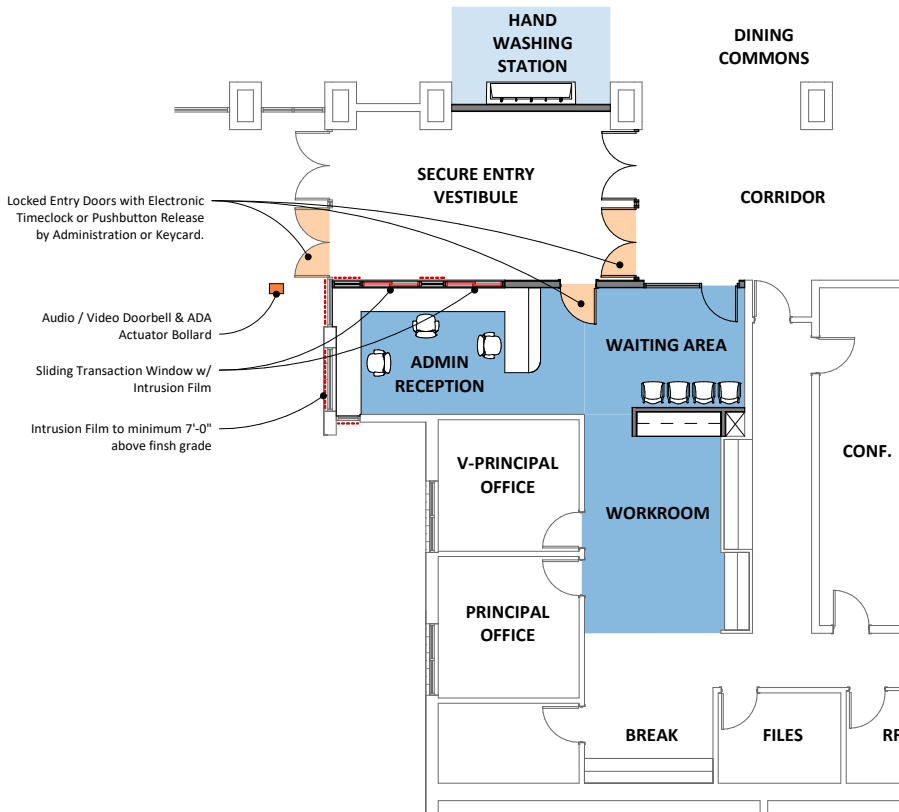 HAND
WASHING
STATION
DINING
COMMONS
SECURE ENTRY
VESTIBULE
CORRIDOR
Locked Entry Doors with Electronic
Timeclock or Pushbutton Release
by Administration or Keycard.
Audio / Video Doorbell & ADA
Actuator Bollard
Sliding Transaction Window w/
Intrusion Film
Intrusion Film to minimum 7'-0"
above finsh grade
ADMIN
RECEPTION
WAITING AREA
V-PRINCIPAL
OFFICE
WORKROOM
CONF.
PRINCIPAL
OFFICE
BREAK
FILES
RR